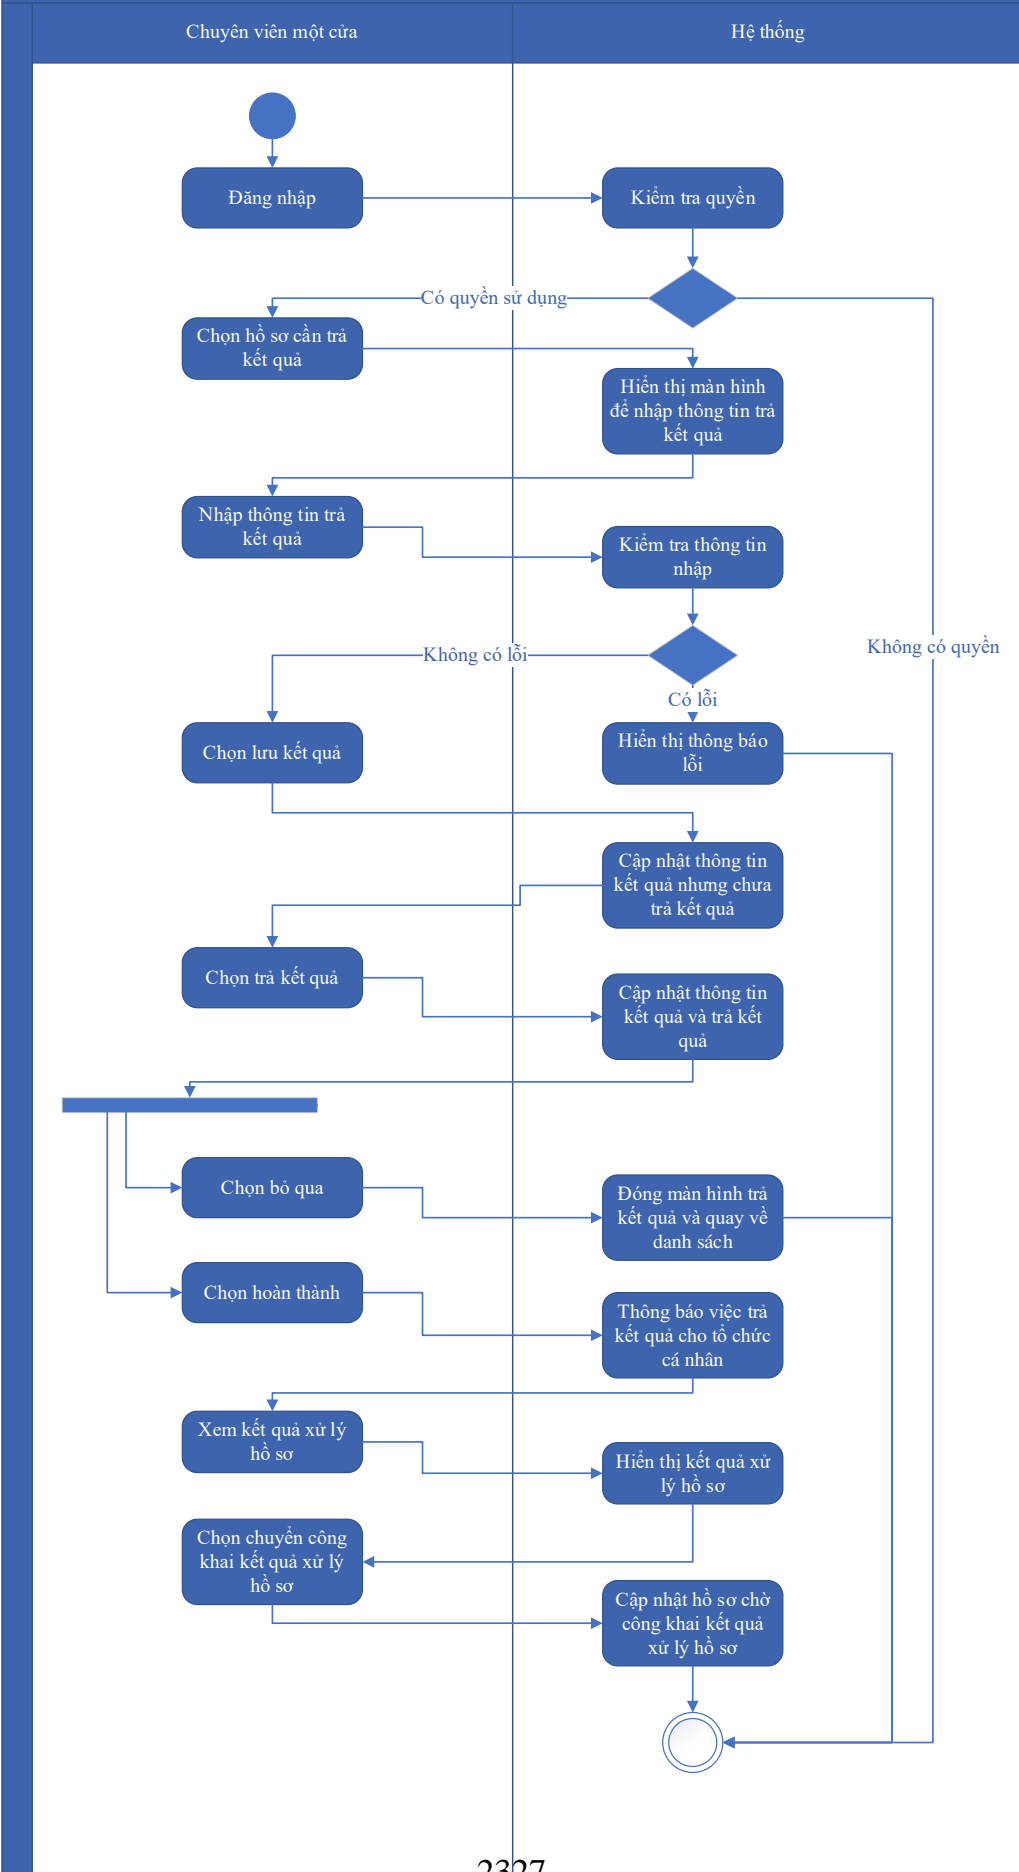 Chuyên viên một cửa
Hệ thống
Đăng nhập
Kiểm tra quyền
Có quyền sử dụng
Chọn hồ sơ cần trả
kết quả
Hiển thị màn hình
để nhập thông tin trả
kết quả
Nhập thông tin trả
kết quả
Kiểm tra thông tin
nhập
Không có quyền
Không có lỗi
Có lỗi
Chọn lưu kết quả
Hiển thị thông báo
lỗi
Cập nhật thông tin
kết quả nhưng chưa
trả kết quả
Chọn trả kết quả
Cập nhật thông tin
kết quả và trả kết
quả
Chọn bỏ qua
Đóng màn hình trả
kết quả và quay về
danh sách
Chọn hoàn thành
Thông báo việc trả
kết quả cho tổ chức
cá nhân
Xem kết quả xử lý
hồ sơ
Hiển thị kết quả xử
lý hồ sơ
Chọn chuyển công
khai kết quả xử lý
hồ sơ
Cập nhật hồ sơ chờ
công khai kết quả
xử lý hồ sơ
2327